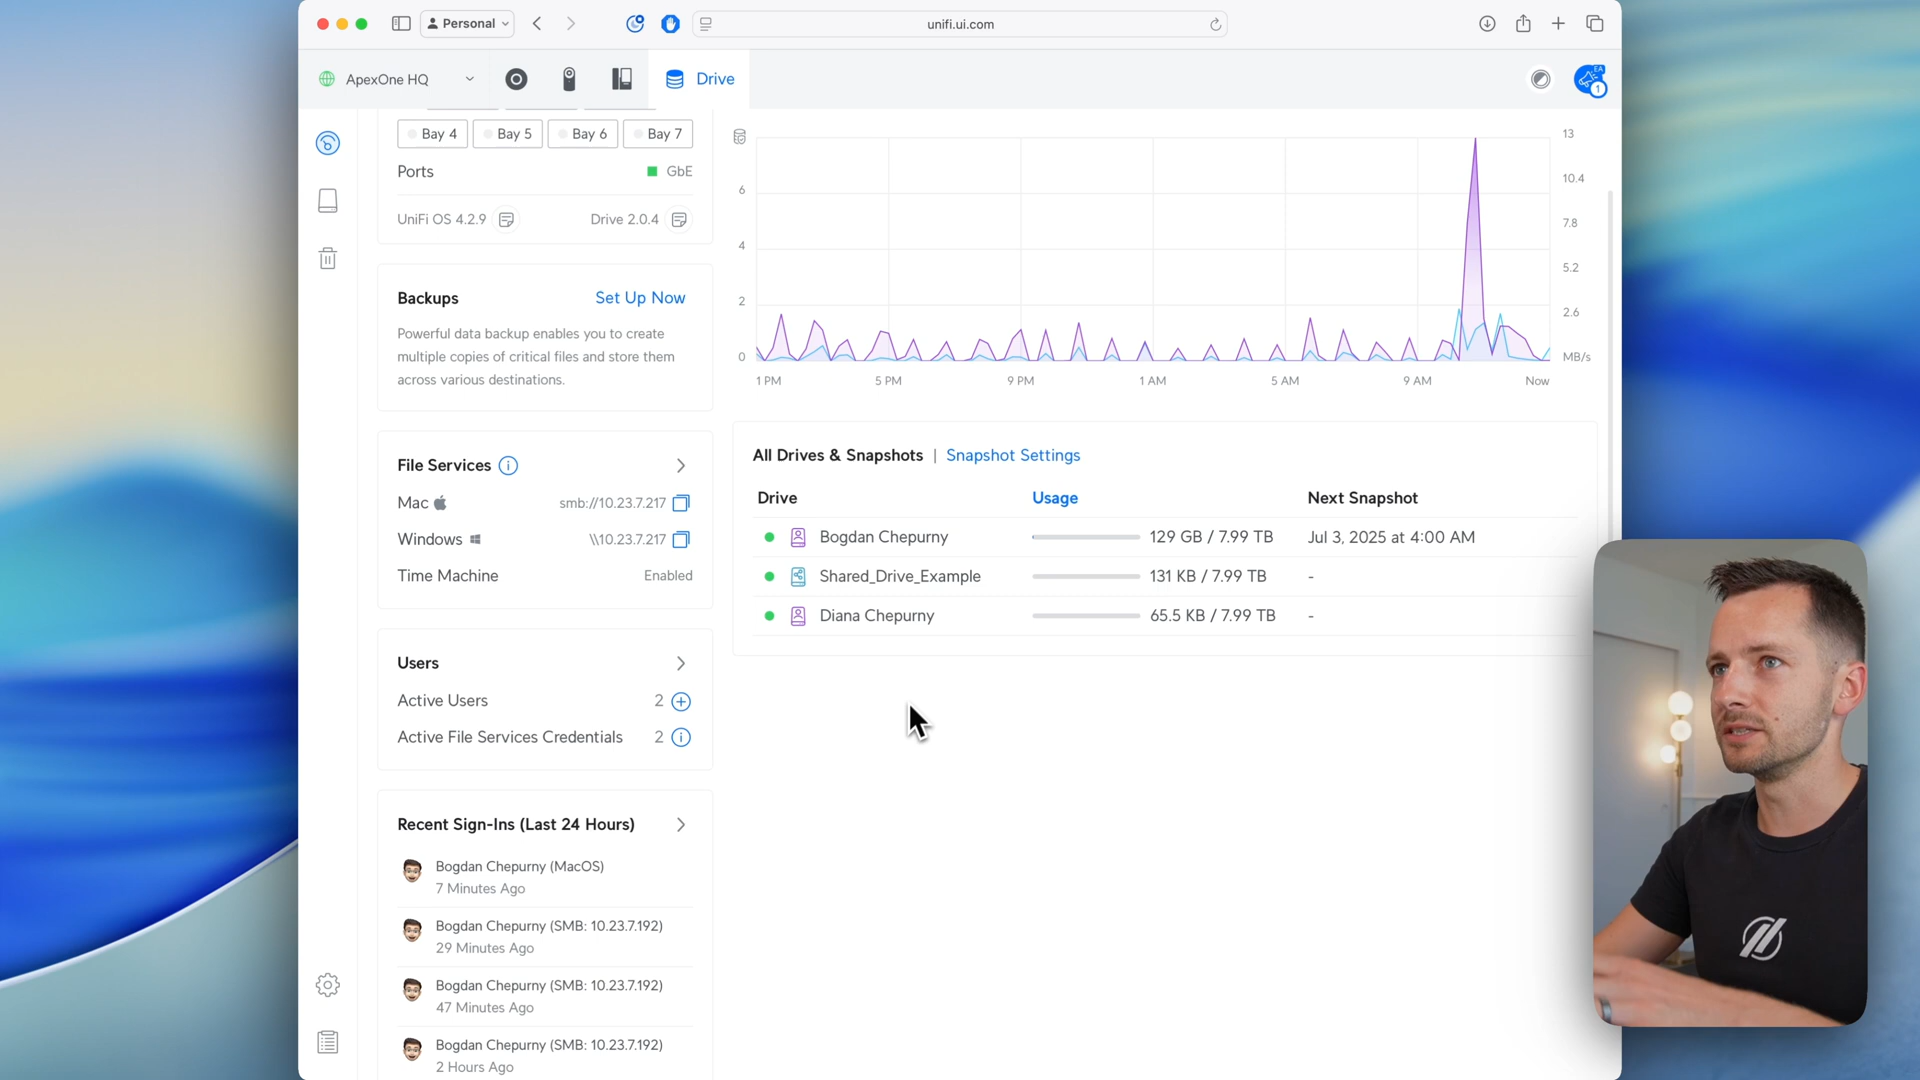 Personal
unifi.ui.com
ApexOne HQ
Drive
EA
1
Bay 4
Bay 5
Bay 6
Bay 7
Ports
GbE
UniFi OS 4.2.9
Drive 2.0.4
Backups
Set Up Now
Powerful data backup enables you to create
multiple copies of critical files and store them
across various destinations.
File Services
Mac
smb://10.23.7.217
Windows
\\10.23.7.217
Time Machine
Enabled
Users
Active Users
2
Active File Services Credentials
2
Recent Sign-Ins (Last 24 Hours)
Bogdan Chepurny (MacOS)
7 Minutes Ago
Bogdan Chepurny (SMB: 10.23.7.192)
29 Minutes Ago
Bogdan Chepurny (SMB: 10.23.7.192)
47 Minutes Ago
Bogdan Chepurny (SMB: 10.23.7.192)
2 Hours Ago
6
4
2
0
13
10.4
7.8
5.2
2.6
MB/s
1 PM
5 PM
9 PM
1 AM
5 AM
9 AM
Now
All Drives & Snapshots | Snapshot Settings
Drive
Usage
Next Snapshot
Bogdan Chepurny
129 GB / 7.99 TB
Jul 3, 2025 at 4:00 AM
Shared_Drive_Example
131 KB / 7.99 TB
-
Diana Chepurny
65.5 KB / 7.99 TB
-